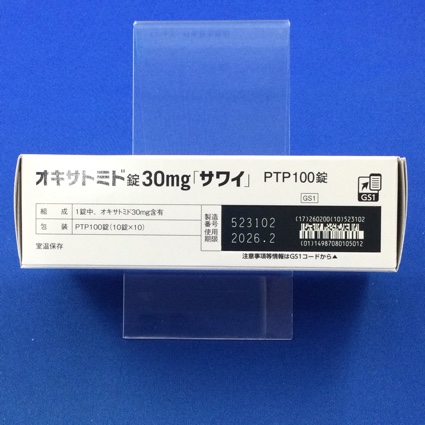 オキサトミド錠30mg「サワイ」 PTP100錠
GS1
GS1
組成 1錠中、オキサトミド30mg含有
包装 PTP100錠(10錠×10)
室温保存
製造番号 523102
使用期限 2026.2
(17)260200(10)523102
(01)14987080105012
注意事項等情報はGS1コードから▲